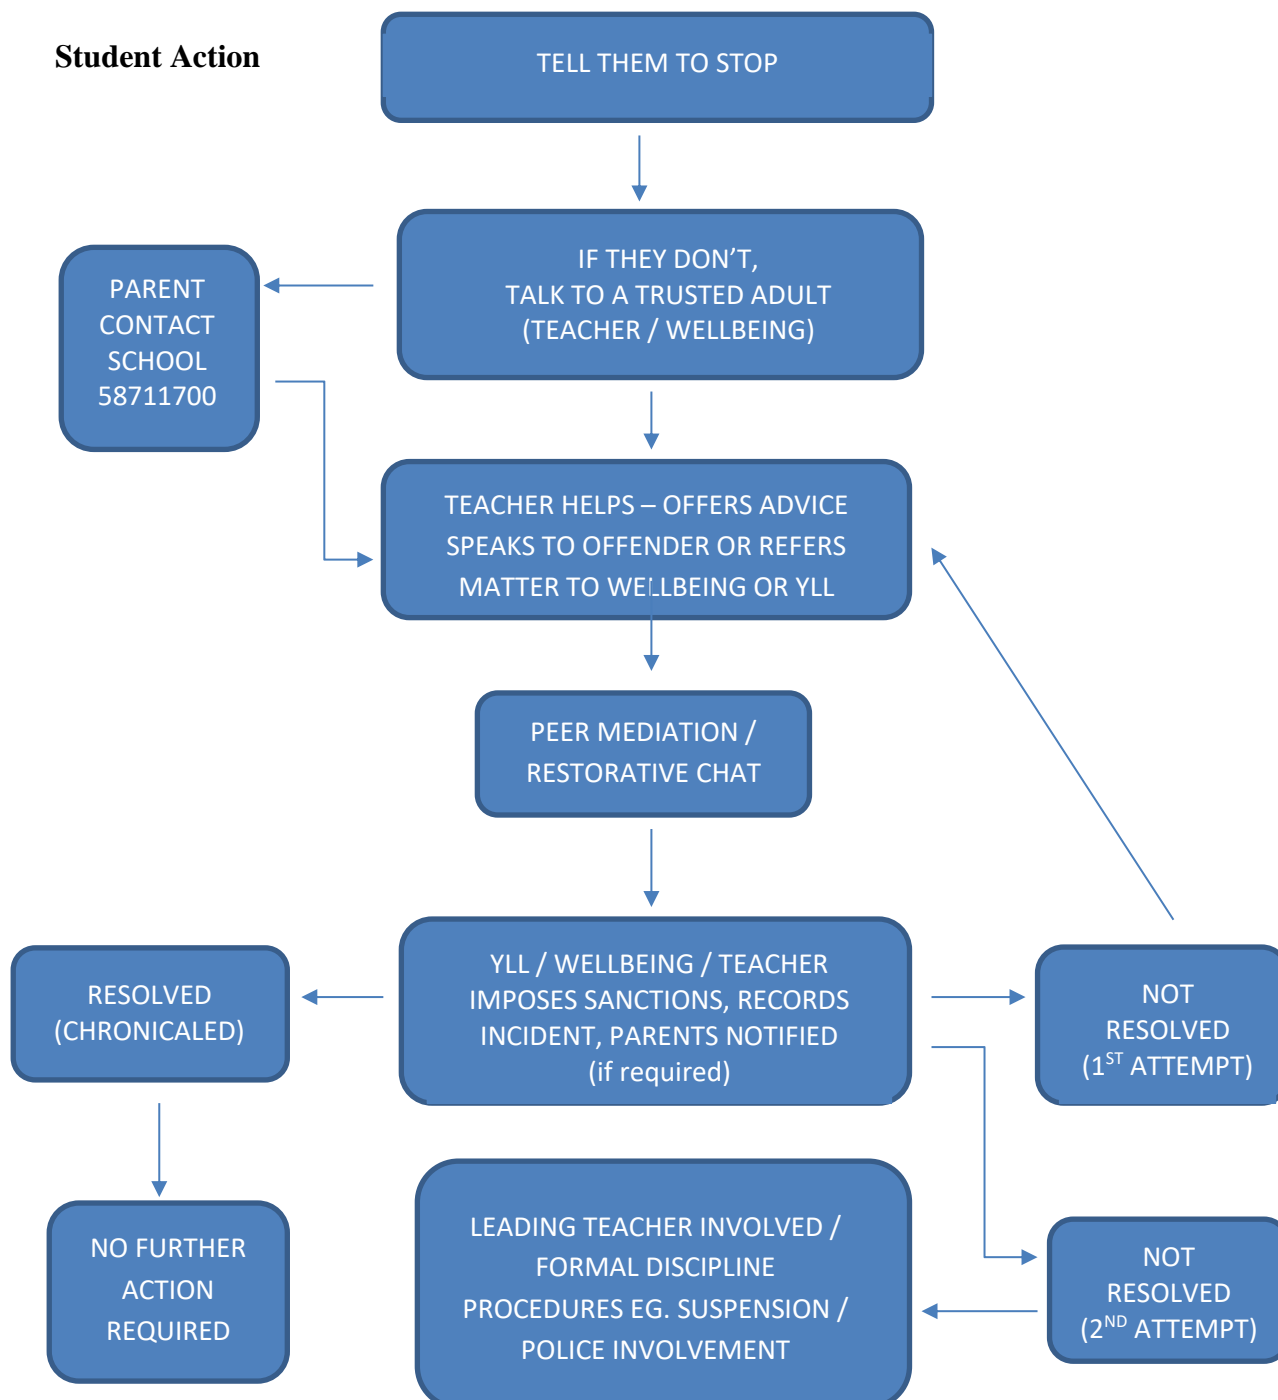 Student Action
TELL THEM TO STOP
IF THEY DON’T,
TALK TO A TRUSTED ADULT
(TEACHER / WELLBEING)
PARENT
CONTACT
SCHOOL
58711700
TEACHER HELPS – OFFERS ADVICE
SPEAKS TO OFFENDER OR REFERS
MATTER TO WELLBEING OR YLL
PEER MEDIATION /
RESTORATIVE CHAT
YLL / WELLBEING / TEACHER
IMPOSES SANCTIONS, RECORDS
INCIDENT, PARENTS NOTIFIED
(if required)
RESOLVED
(CHRONICALED)
NOT
RESOLVED
(1ST ATTEMPT)
NO FURTHER
ACTION
REQUIRED
LEADING TEACHER INVOLVED /
FORMAL DISCIPLINE
PROCEDURES EG. SUSPENSION /
POLICE INVOLVEMENT
NOT
RESOLVED
(2ND ATTEMPT)